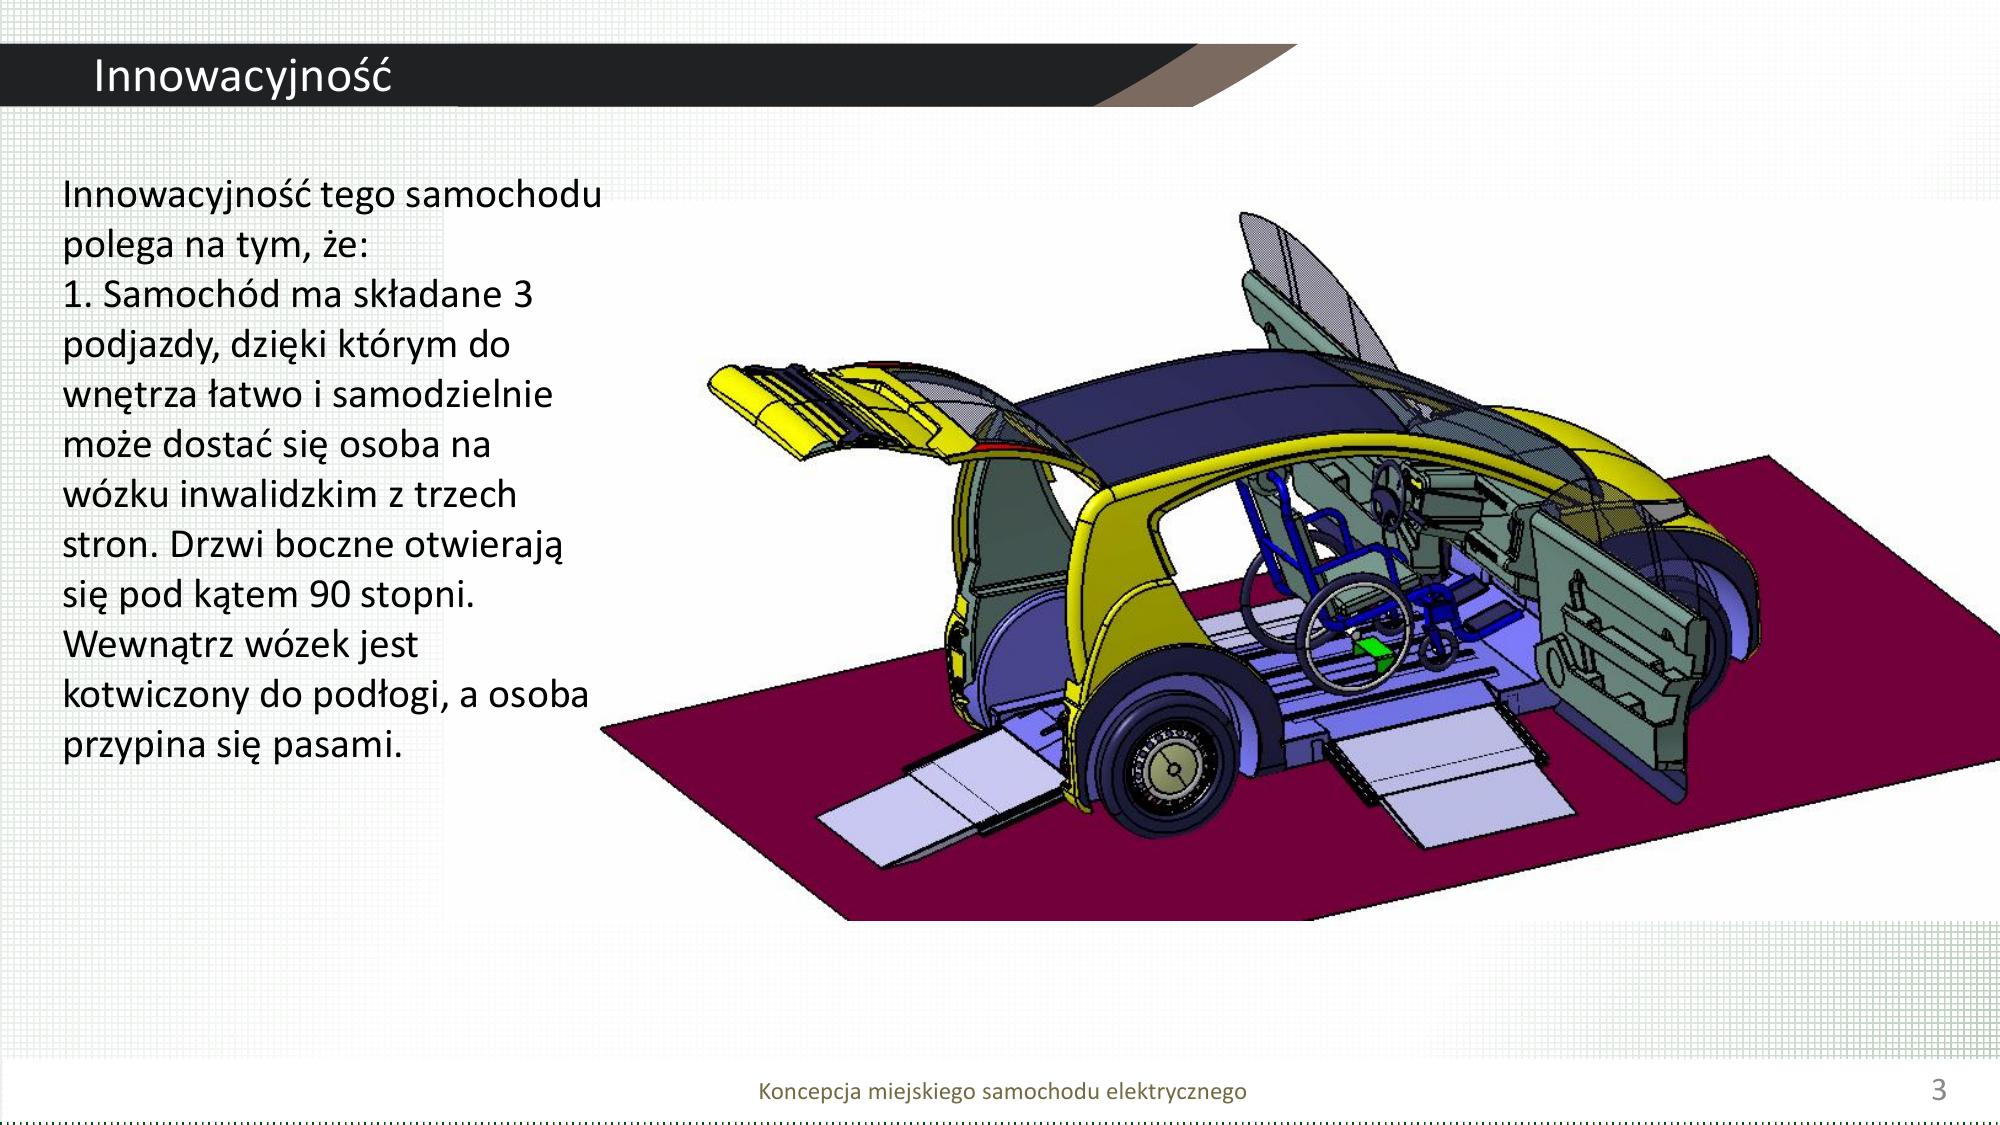 Innowacyjność
Innowacyjność tego samochodu
polega na tym, że:
1. Samochód ma składane 3
podjazdy, dzięki którym do
wnętrza łatwo i samodzielnie
może dostać się osoba na
wózku inwalidzkim z trzech
stron. Drzwi boczne otwierają
się pod kątem 90 stopni.
Wewnątrz wózek jest
kotwiczony do podłogi, a osoba
przypina się pasami.
Koncepcja miejskiego samochodu elektrycznego
3